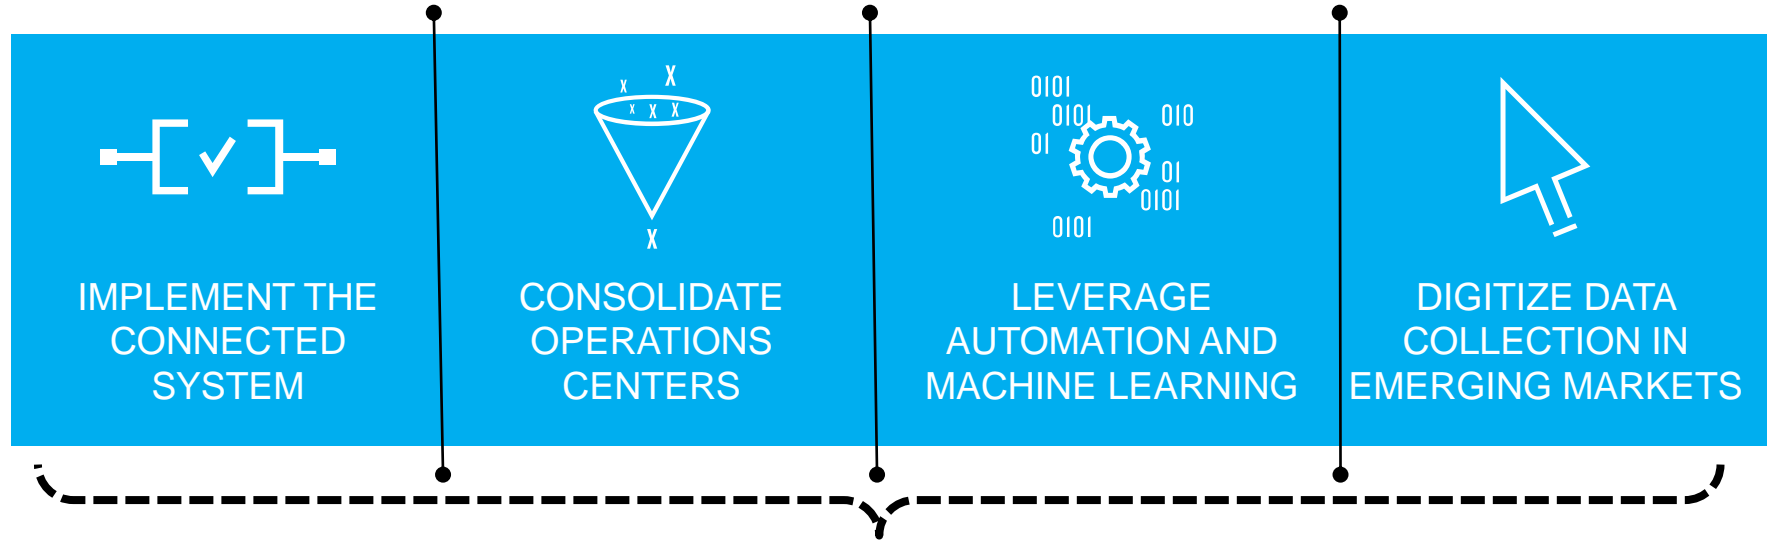 X
X
X X X
X
0101
0101
010
01
01
0101
0101
IMPLEMENT THE
CONNECTED
SYSTEM
CONSOLIDATE
OPERATIONS
CENTERS
LEVERAGE
AUTOMATION AND
MACHINE LEARNING
DIGITIZE DATA
COLLECTION IN
EMERGING MARKETS